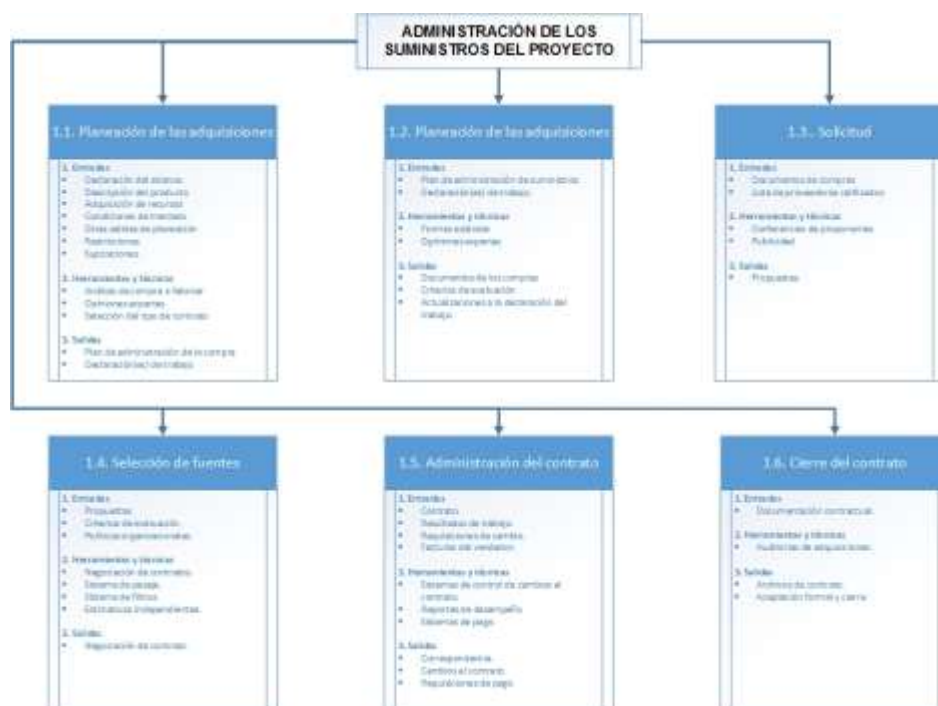 ADMINISTRACIÓN DE LOS
SUMINISTROS DEL PROYECTO
1.1. Planeación de las adquisiciones
1. Entradas
Declaración del alcance
Descripción del producto
Adquisición de recursos
Condiciones de mercado
Otras salidas de planeación
Restricciones
Suposiciones
2. Herramientas y técnicas
Análisis de compra o fabricar
Opiniones expertas
Selección del tipo de contrato
3. Salidas
Plan de administración de la compra
Declaración(es) de trabajo
1.2. Planeación de las adquisiciones
1. Entradas
Plan de administración de suministros
Declaración(es) de trabajo
2. Herramientas y técnicas
Formas estándar
Opiniones expertas
3. Salidas
Documentos de las compras
Criterios de evaluación
Actualizaciones a la declaración del
trabajo
1.3. Solicitud
1. Entradas
Documentos de compras
Lista de proveedores calificados
2. Herramientas y técnicas
Conferencias de proponentes
Publicidad
3. Salidas
Propuestas
1.4. Selección de fuentes
1. Entradas
Propuestas
Criterios de evaluación
Políticas organizacionales
2. Herramientas y técnicas
Negociación de contratos
Sistema de pesaje
Sistema de filtros
Estimativos independientes
3. Salidas
Negociación de contrato
1.5. Administración del contrato
1. Entradas
Contrato
Resultados de trabajo
Requisiciones de cambio
Facturas del vendedor
2. Herramientas y técnicas
Sistemas de control de cambios al
contrato
Reportes de desempeño
Sistemas de pago
3. Salidas
Correspondencia
Cambios al contrato
Requisiciones de pago
1.6. Cierre del contrato
1. Entradas
Documentación contractual
2. Herramientas y técnicas
Auditorías de adquisiciones
3. Salidas
Archivos de contrato
Aceptación formal y cierre